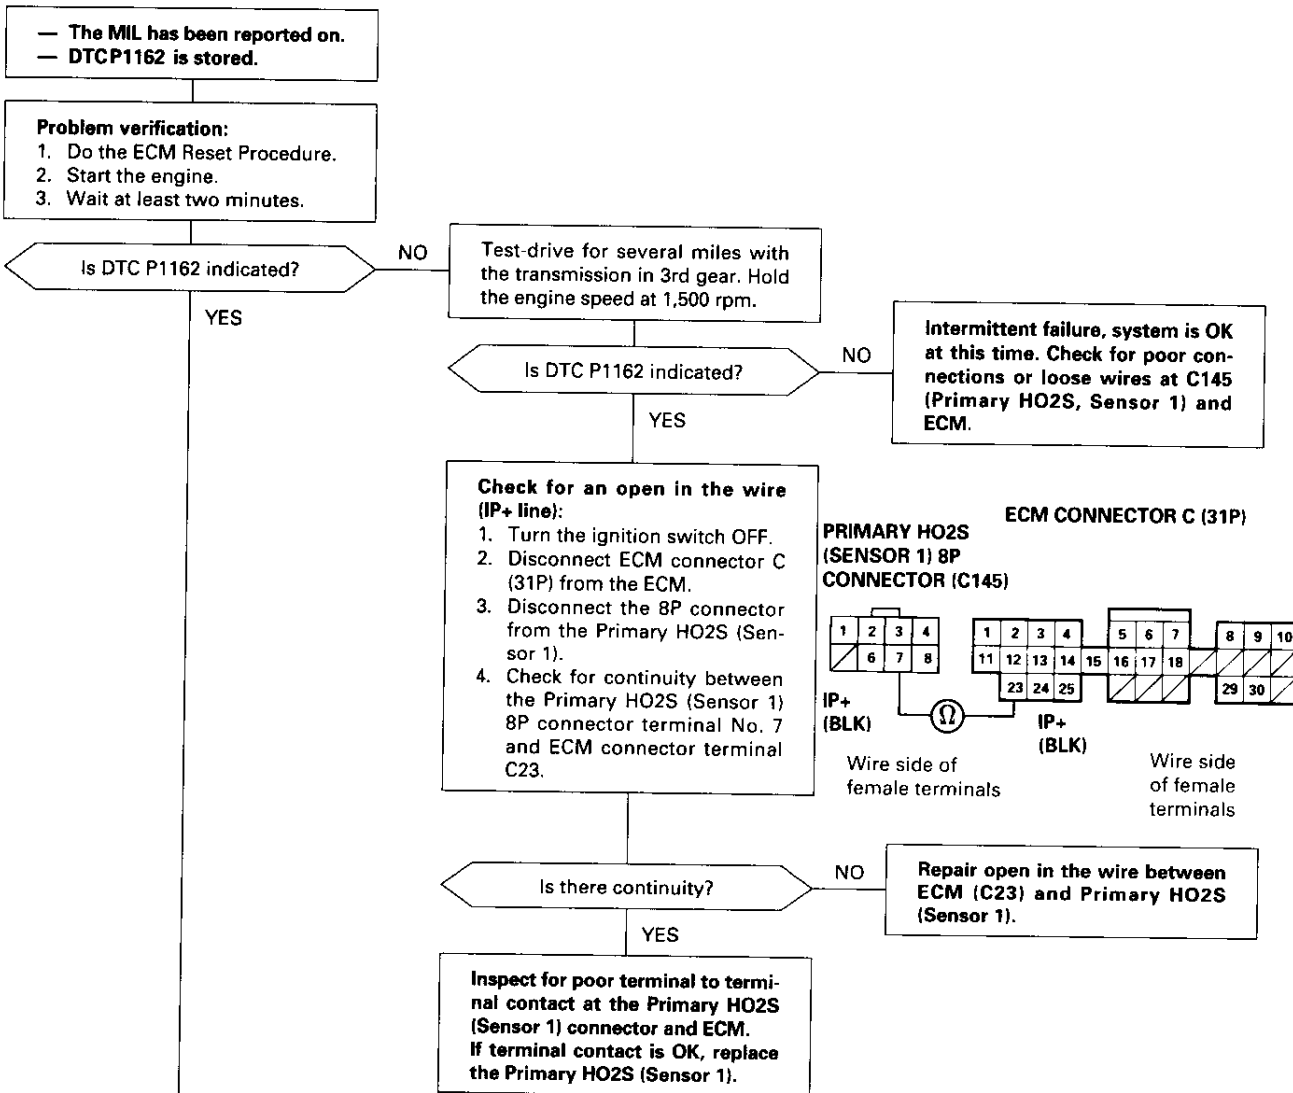 — The MIL has been reported on.
— DTCP1162 is stored.
Problem verification:
1. Do the ECM Reset Procedure.
2. Start the engine.
3. Wait at least two minutes.
Is DTC P1162 indicated?
NO
YES
Test-drive for several miles with
the transmission in 3rd gear. Hold
the engine speed at 1,500 rpm.
Is DTC P1162 indicated?
NO
YES
Intermittent failure, system is OK
at this time. Check for poor con-
nections or loose wires at C145
(Primary HO2S, Sensor 1) and
ECM.
Check for an open in the wire
(IP+ line):
1. Turn the ignition switch OFF.
2. Disconnect ECM connector C
(31P) from the ECM.
3. Disconnect the 8P connector
from the Primary HO2S (Sen-
sor 1).
4. Check for continuity between
the Primary HO2S (Sensor 1)
8P connector terminal No. 7
and ECM connector terminal
C23.
PRIMARY HO2S
(SENSOR 1) 8P
CONNECTOR (C145)
1 2 3 4
6 7 8
IP+
(BLK)
Ω
Wire side of
female terminals
ECM CONNECTOR C (31P)
1 2 3 4 5 6 7 8 9 10
11 12 13 14 15 16 17 18
23 24 25 29 30
IP+
(BLK)
Wire side
of female
terminals
Is there continuity?
NO
YES
Repair open in the wire between
ECM (C23) and Primary HO2S
(Sensor 1).
Inspect for poor terminal to termi-
nal contact at the Primary HO2S
(Sensor 1) connector and ECM.
If terminal contact is OK, replace
the Primary HO2S (Sensor 1).